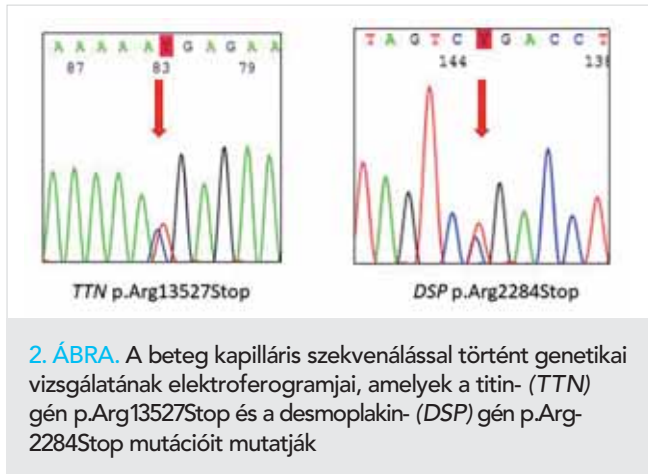 A A A A A Y G A G A A
87 83 79
T A G T C Y G A C C T
144 138
TTN p.Arg13527Stop
DSP p.Arg2284Stop
2. ÁBRA. A beteg kapilláris szekvenálással történt genetikai
vizsgálatának elektroferogramjai, amelyek a titin- (TTN)
gén p.Arg13527Stop és a desmoplakin- (DSP) gén p.Arg-
2284Stop mutációit mutatják